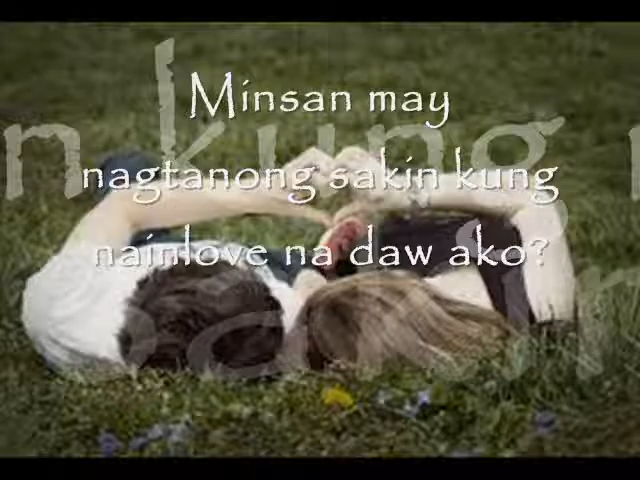 Minsan may
nagtanong sakin kung
nainlove na daw ako?